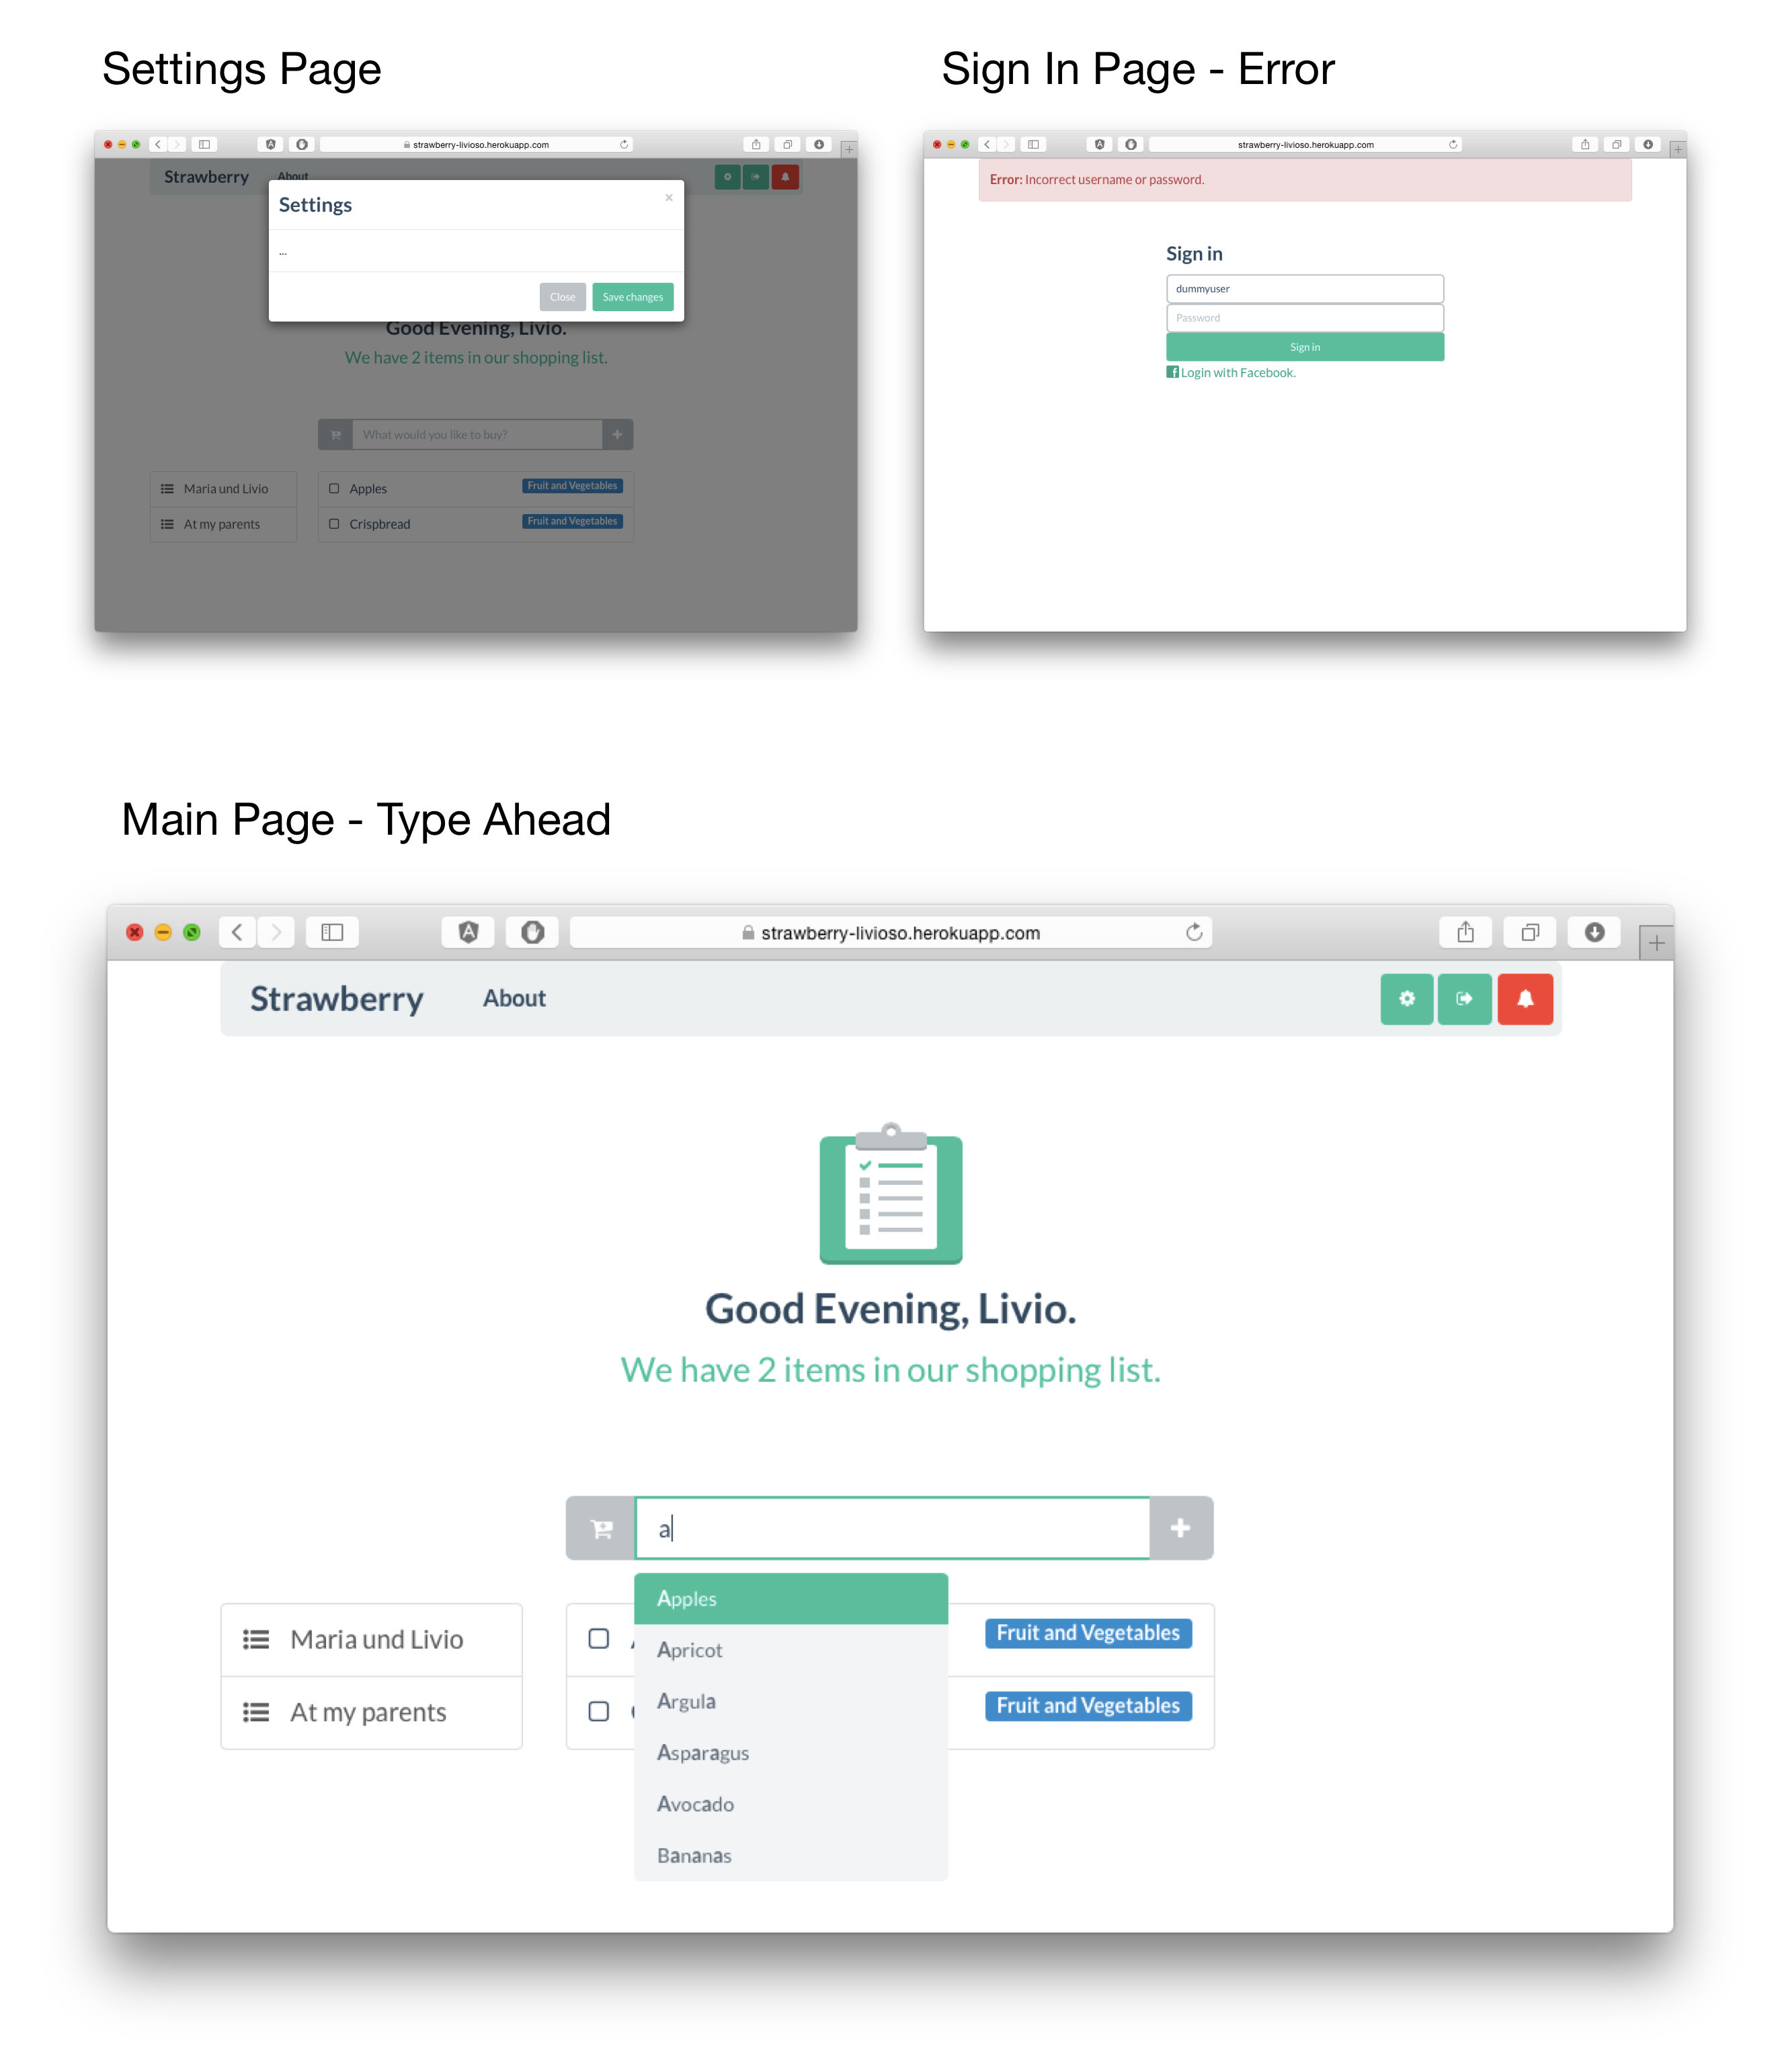 Settings Page
strawberry-livioso.herokuapp.com
Strawberry About
Settings ×
...
Close Save changes
Good Evening, Livio.
We have 2 items in our shopping list.
What would you like to buy?
Maria und Livio
At my parents
Apples Fruit and Vegetables
Crispbread Fruit and Vegetables
Sign In Page - Error
strawberry-livioso.herokuapp.com
Error: Incorrect username or password.
Sign in
dummyuser
Password
Sign in
Login with Facebook.
Main Page - Type Ahead
strawberry-livioso.herokuapp.com
Strawberry About
Good Evening, Livio.
We have 2 items in our shopping list.
a
Maria und Livio
At my parents
Fruit and Vegetables
Fruit and Vegetables
Apples
Apricot
Argula
Asparagus
Avocado
Bananas